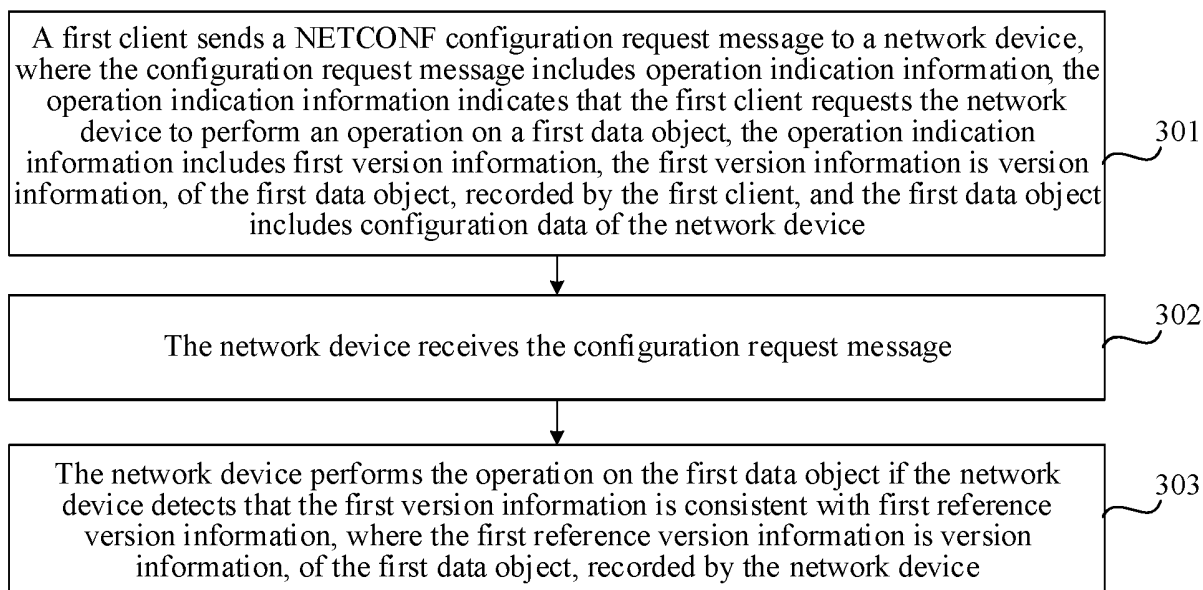 A first client sends a NETCONF configuration request message to a network device,
where the configuration request message includes operation indication information, the
operation indication information indicates that the first client requests the network
device to perform an operation on a first data object, the operation indication
information includes first version information, the first version information is version
information, of the first data object, recorded by the first client, and the first data object
includes configuration data of the network device
301
The network device receives the configuration request message
302
The network device performs the operation on the first data object if the network
device detects that the first version information is consistent with first reference
version information, where the first reference version information is version
information, of the first data object, recorded by the network device
303